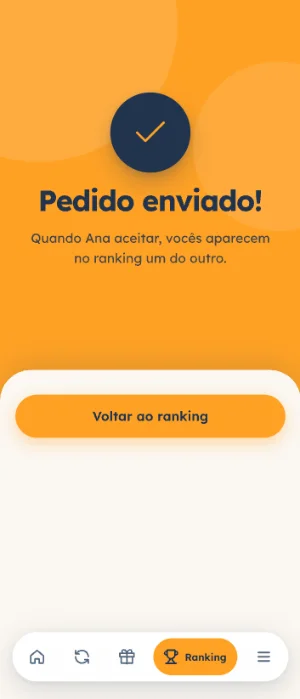 Pedido enviado!
Quando Ana aceitar, vocês aparecem
no ranking um do outro.
Voltar ao ranking
Ranking